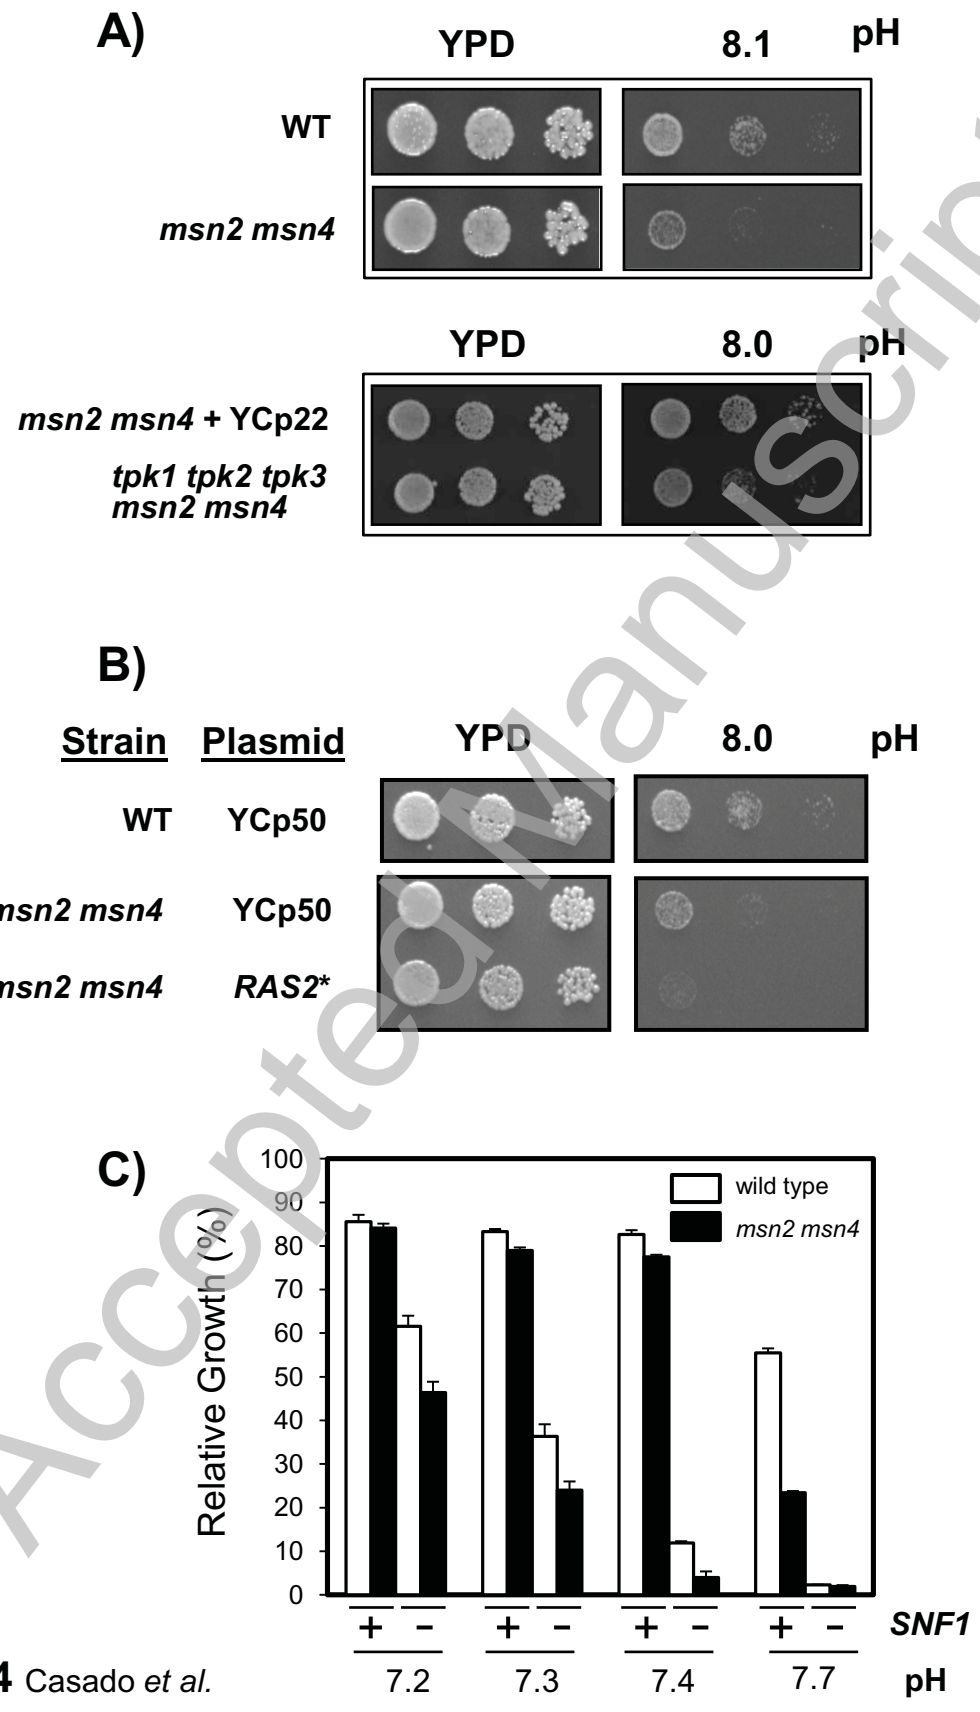 A)
YPD 8.1 pH
WT
msn2 msn4
YPD 8.0 pH
msn2 msn4 + YCp22
tpk1 tpk2 tpk3
msn2 msn4
B)
Strain Plasmid YPD 8.0 pH
WT YCp50
msn2 msn4 YCp50
msn2 msn4 RAS2*
C)
Relative Growth (%)
100
90
80
70
60
50
40
30
20
10
0
wild type
msn2 msn4
+ − + − + − + − SNF1
7.2 7.3 7.4 7.7 pH
4 Casado et al.
Accepted Manuscrip